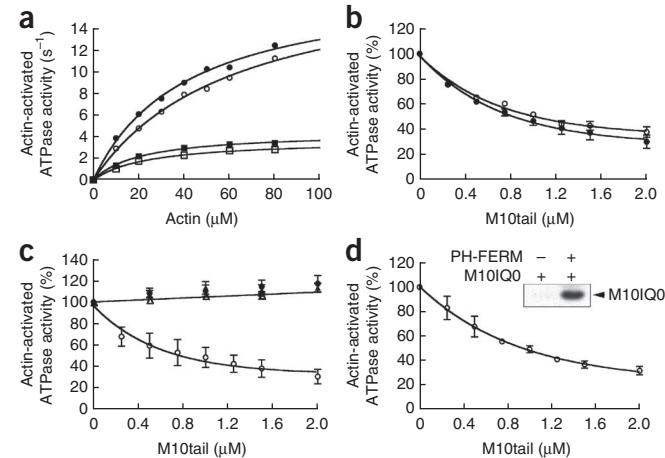 a
Actin-activated
ATPase activity (s⁻¹)
14
12
10
8
6
4
2
0
0 20 40 60 80 100
Actin (μM)
b
Actin-activated
ATPase activity (%)
120
100
80
60
40
20
0
0 0.4 0.8 1.2 1.6 2.0
M10tail (μM)
c
Actin-activated
ATPase activity (%)
140
120
100
80
60
40
20
0
0 0.4 0.8 1.2 1.6 2.0
M10tail (μM)
d
Actin-activated
ATPase activity (%)
120
100
80
60
40
20
0
PH-FERM – +
M10IQ0 + +
M10IQ0
0 0.4 0.8 1.2 1.6 2.0
M10tail (μM)